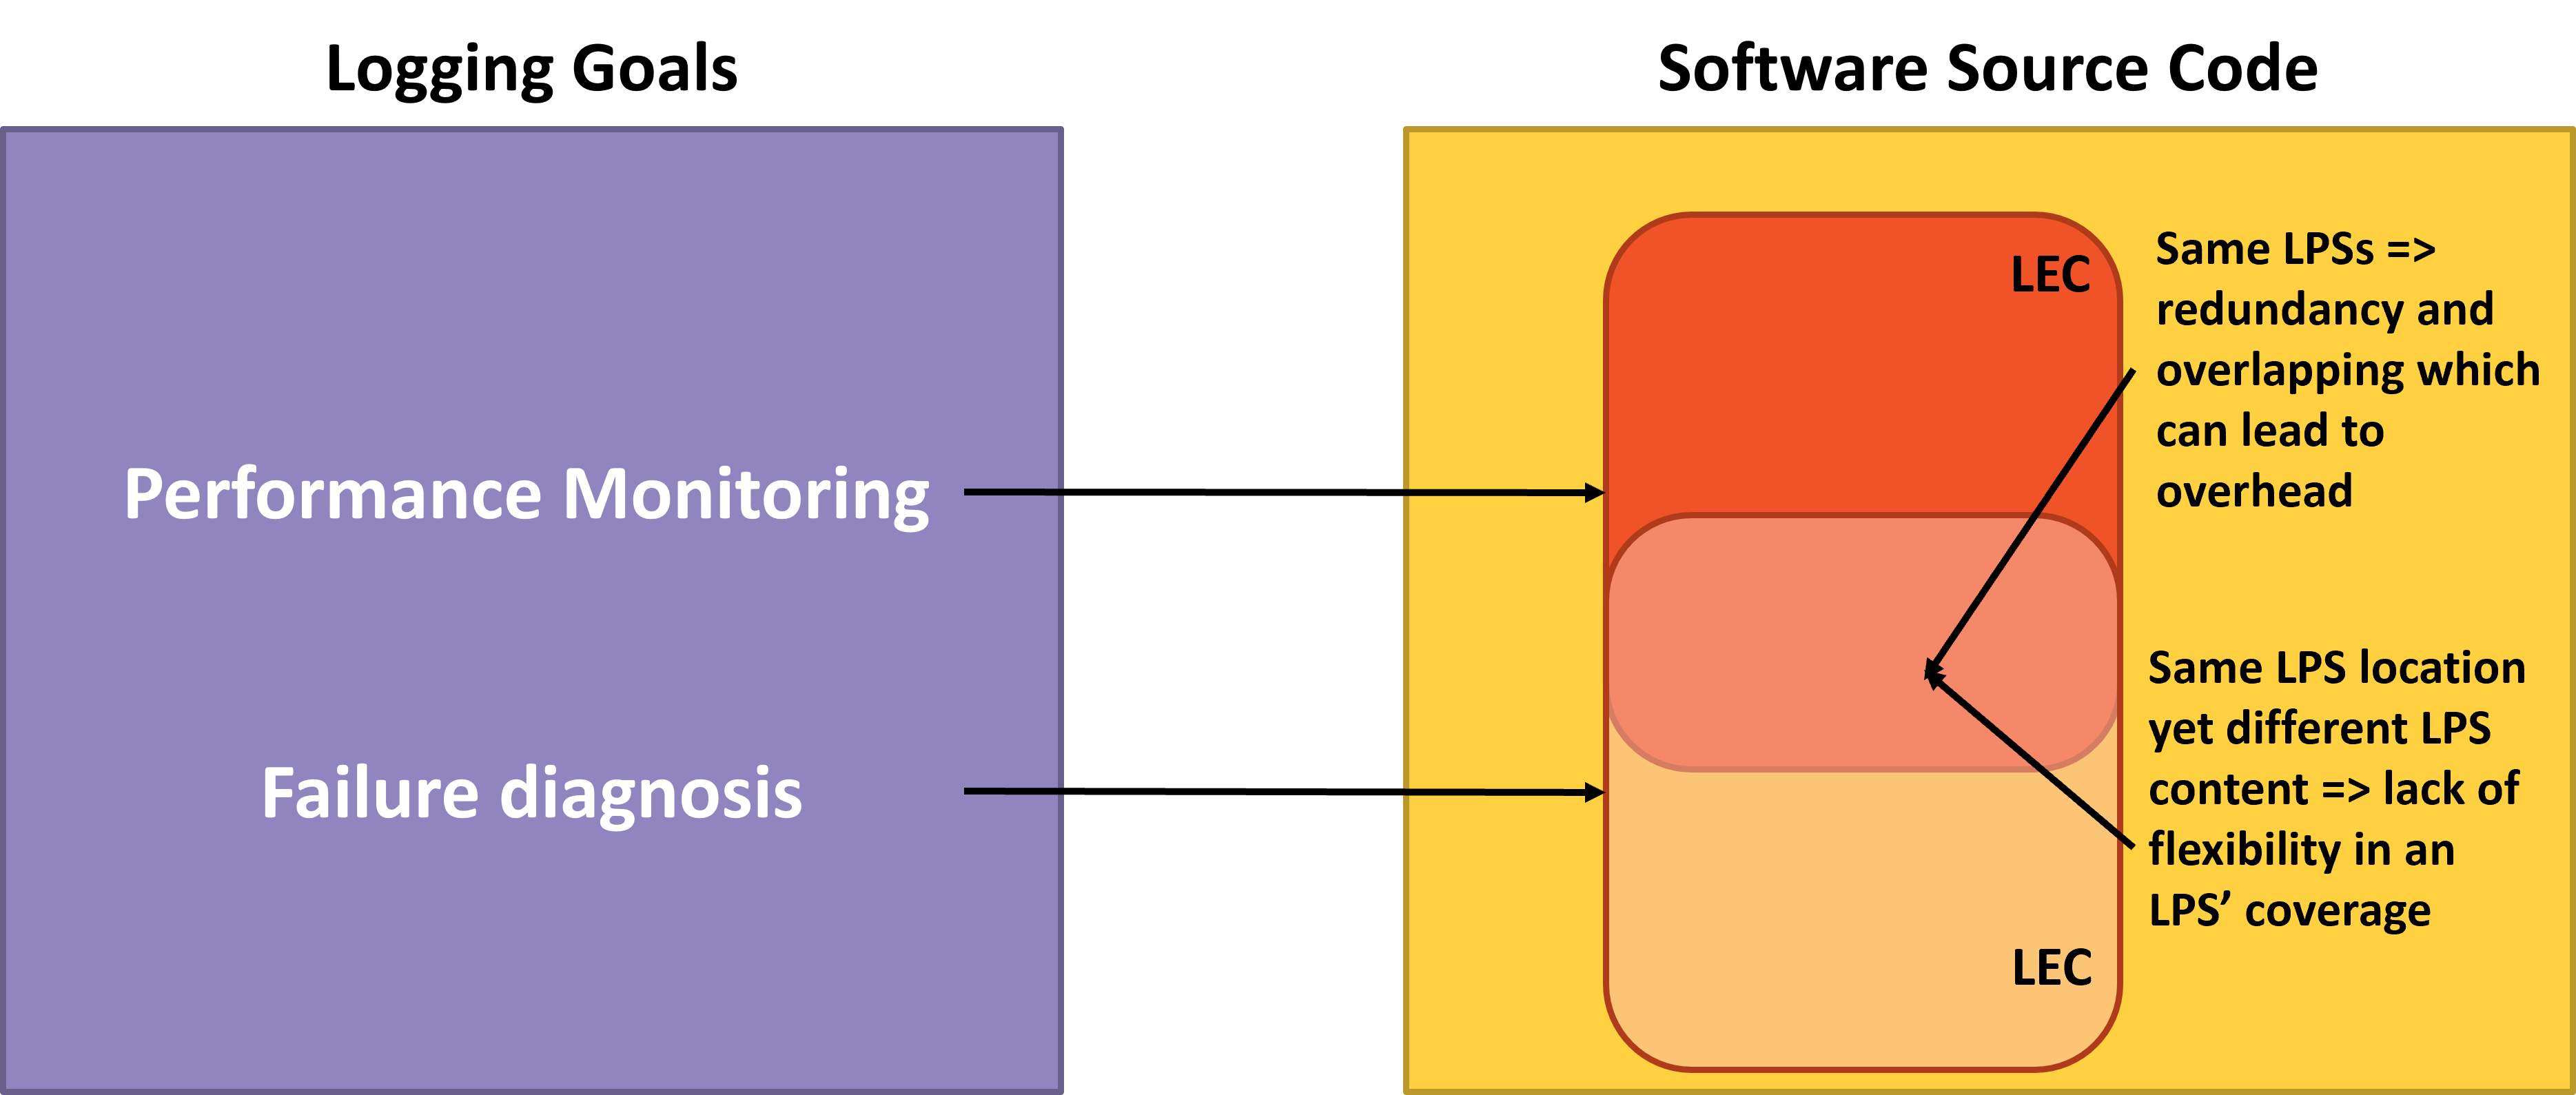 Logging Goals
Software Source Code
Performance Monitoring
Failure diagnosis
LEC
Same LPSs =>
redundancy and
overlapping which
can lead to
overhead
Same LPS location
yet different LPS
content => lack of
flexibility in an
LPS’ coverage
LEC